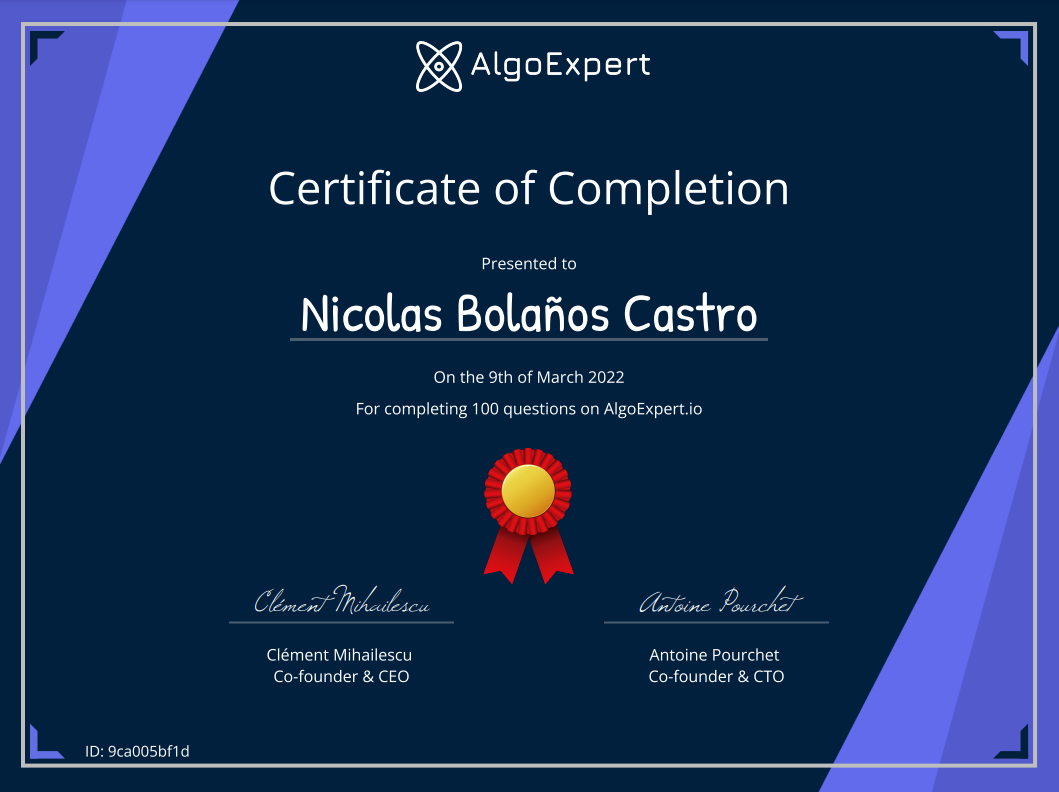 AlgoExpert
Certificate of Completion
Presented to
Nicolas Bolaños Castro
On the 9th of March 2022
For completing 100 questions on AlgoExpert.io
Clément Mihailescu
Antoine Pourchet
Clément Mihailescu
Co-founder & CEO
Antoine Pourchet
Co-founder & CTO
ID: 9ca005bf1d